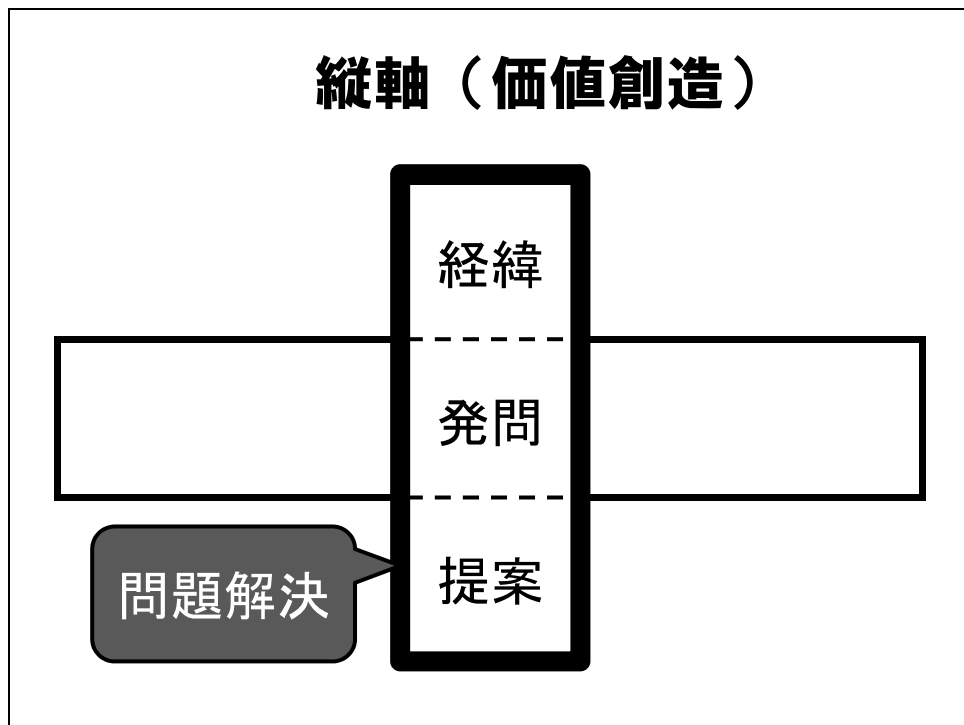 縦軸（価値創造）
経緯
発問
提案
問題解決